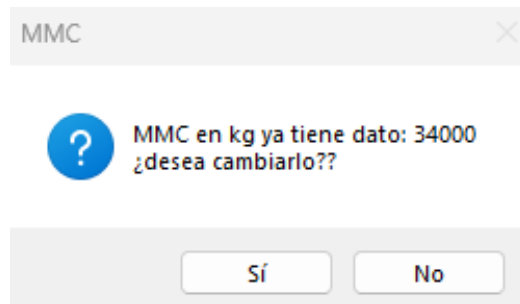 MMC
MMC en kg ya tiene dato: 34000
¿desea cambiarlo??
Sí
No